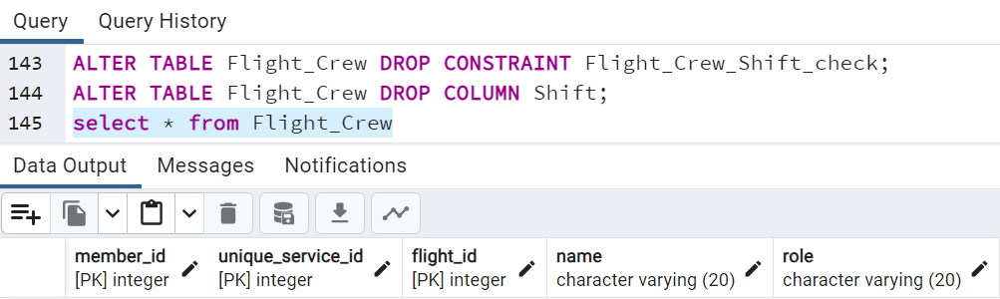 Query Query History
143 ALTER TABLE Flight_Crew DROP CONSTRAINT Flight_Crew_Shift_check;
144 ALTER TABLE Flight_Crew DROP COLUMN Shift;
145 select * from Flight_Crew
Data Output Messages Notifications
member_id unique_service_id flight_id name role
[PK] integer [PK] integer [PK] integer character varying (20) character varying (20)